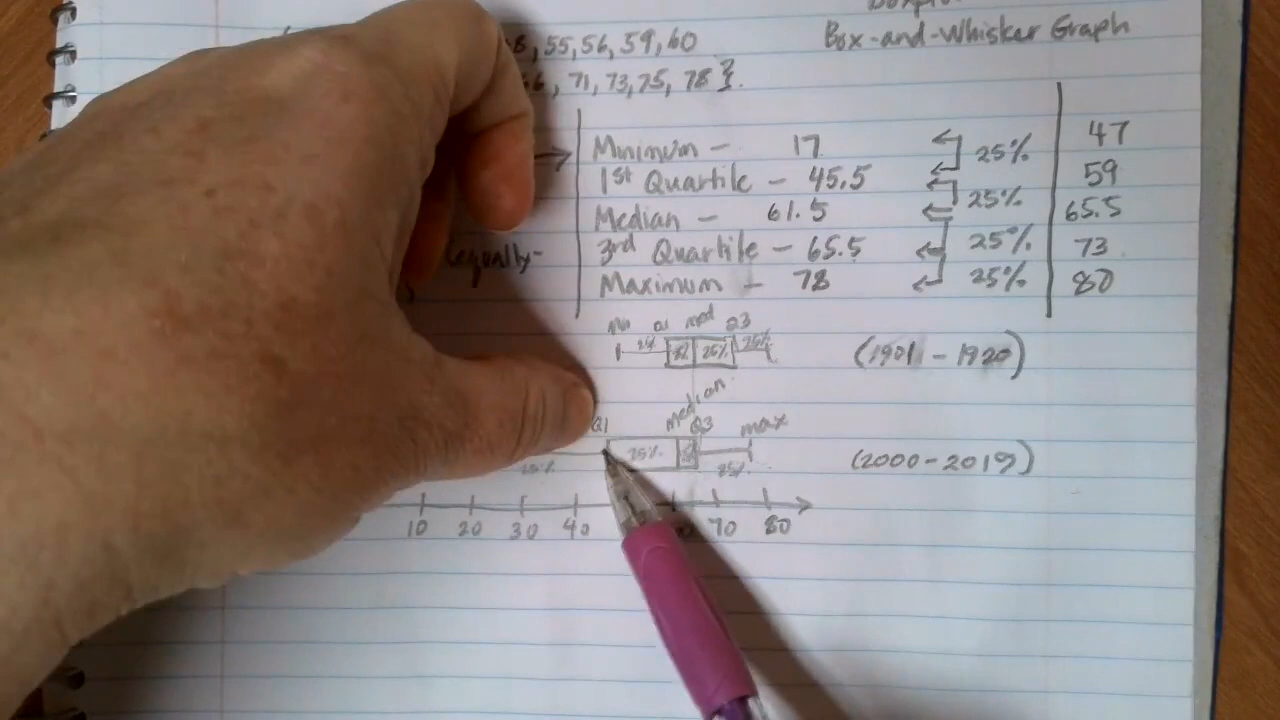 Box-and-Whisker Graph
8, 55, 56, 59, 60
6, 71, 73, 75, 78}.
Minimum - 17 25% 47
1st Quartile - 45.5 59
25%
Median - 61.5 65.5
3rd Quartile - 65.5 25% 73
Maximum - 78 25% 80
(equally-
med Q3
25% 25% 25%
(1901 - 1920)
median
Q1 Q3 max
25% 25% 25%
(2000-2019)
10 20 30 40 70 80